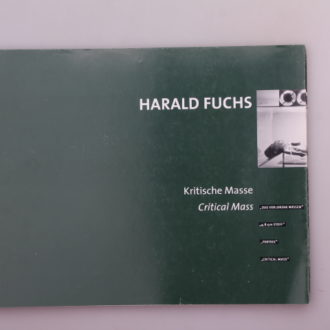 HARALD FUCHS
Kritische Masse
Critical Mass
„CRITICAL MASS"